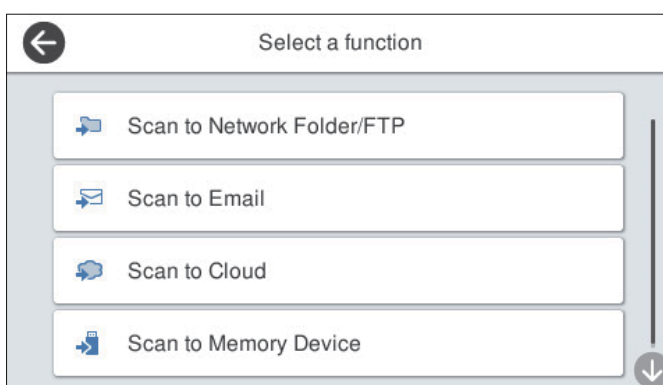 Select a function
Scan to Network Folder/FTP
Scan to Email
Scan to Cloud
Scan to Memory Device